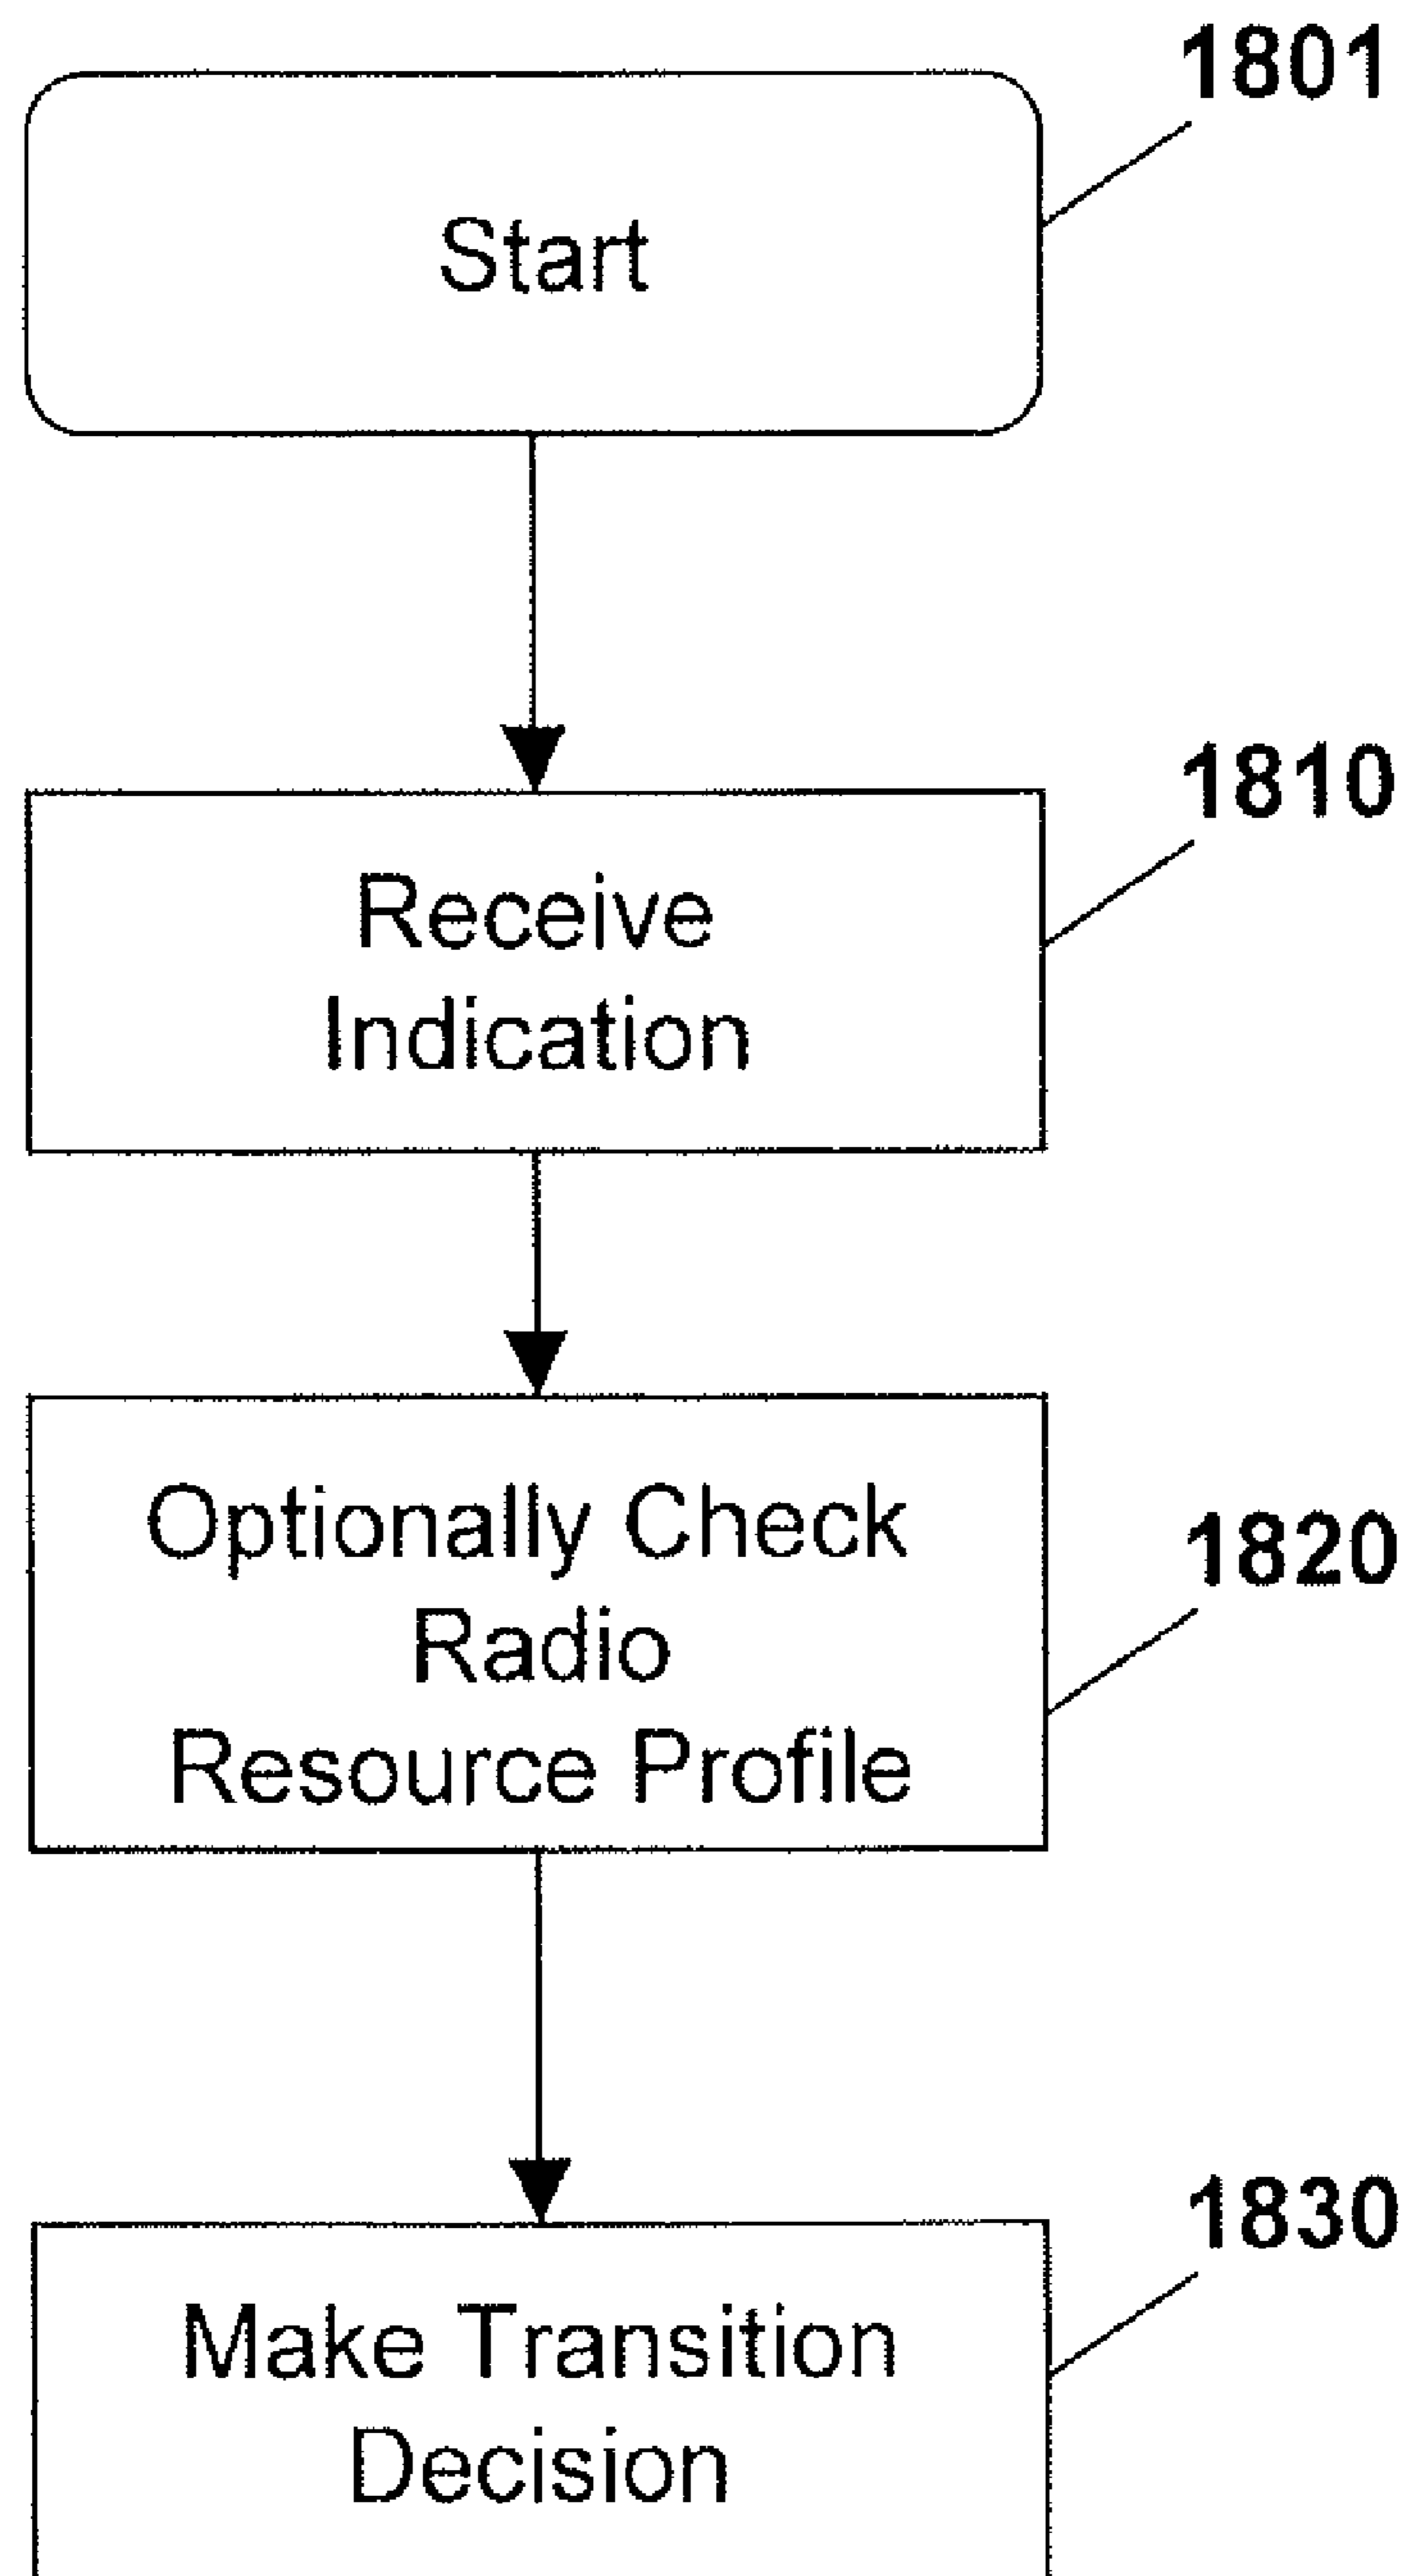 1801
Start
1810
Receive
Indication
Optionally Check
1820
Radio
Resource Profile
1830
Make Transition
Decision